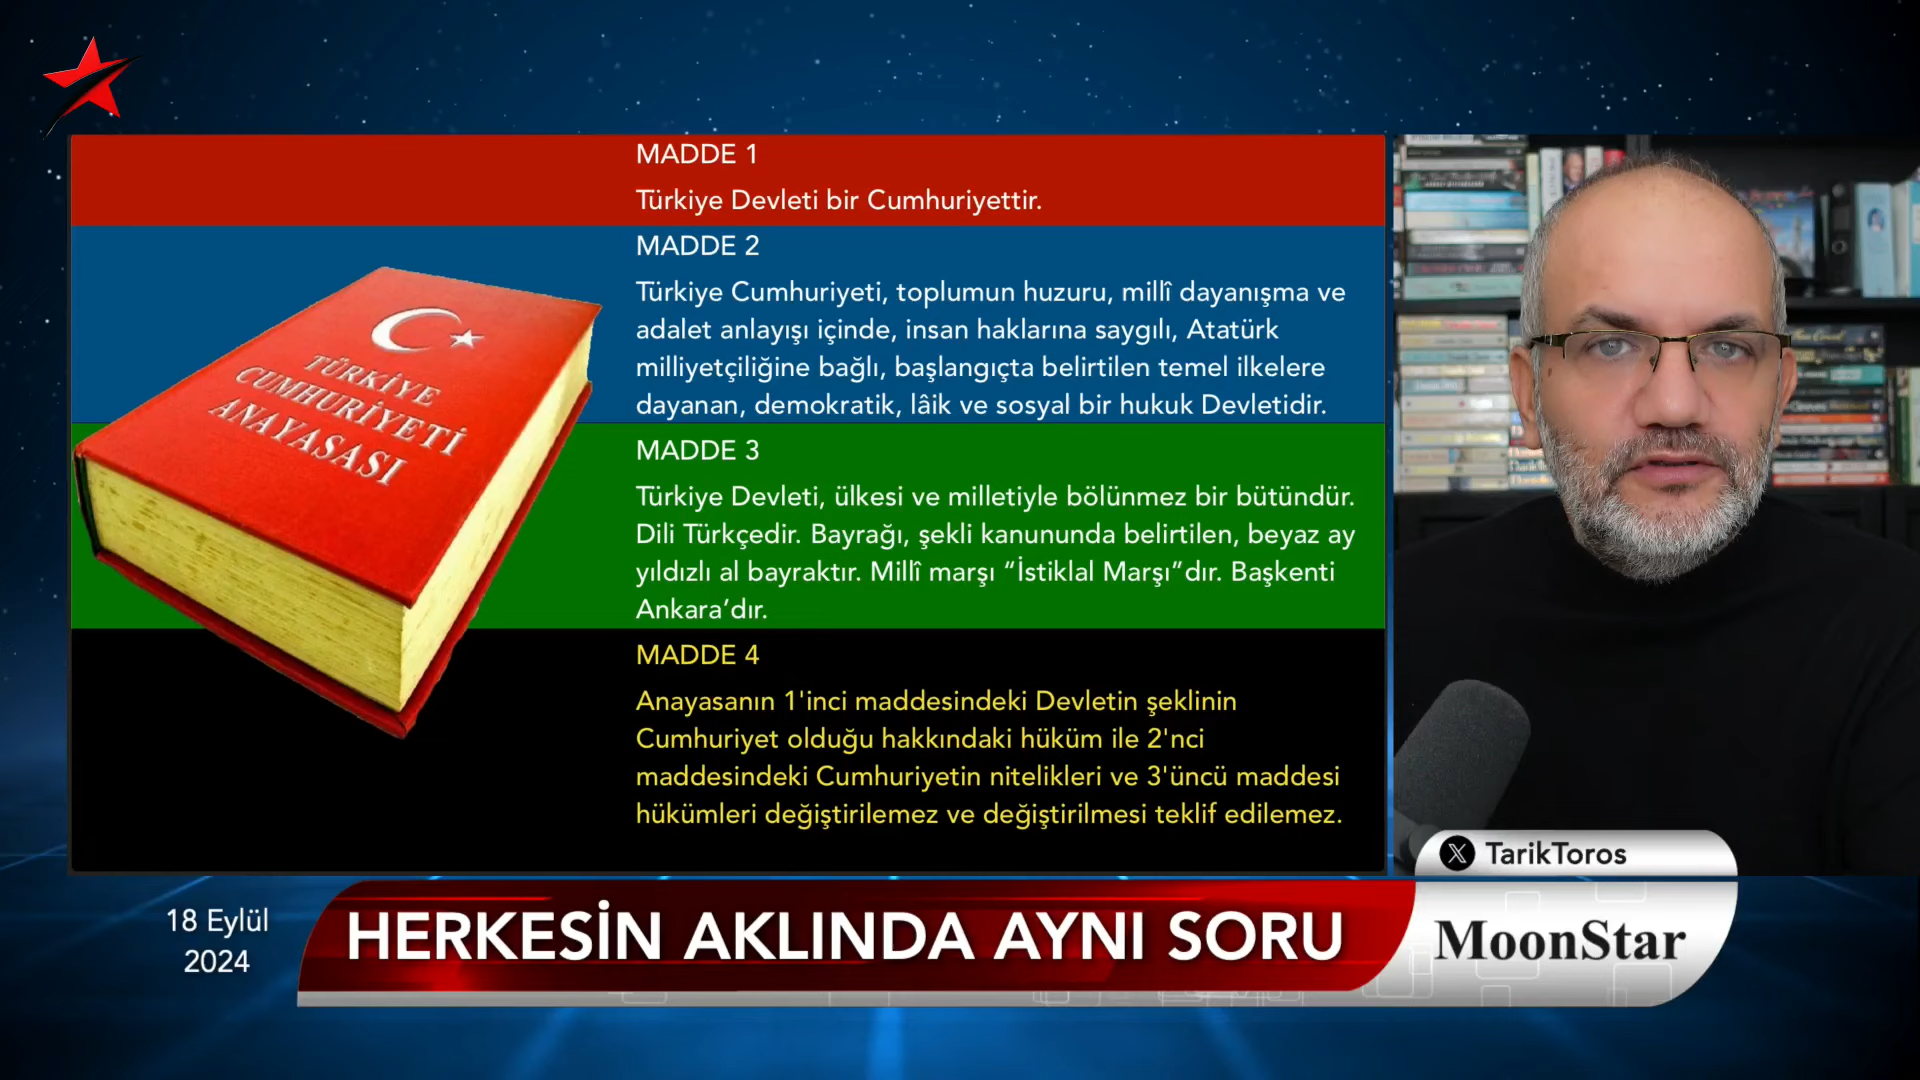 MADDE 1
Türkiye Devleti bir Cumhuriyettir.
MADDE 2
Türkiye Cumhuriyeti, toplumun huzuru, millî dayanışma ve
adalet anlayışı içinde, insan haklarına saygılı, Atatürk
milliyetçiliğine bağlı, başlangıçta belirtilen temel ilkelere
dayanan, demokratik, lâik ve sosyal bir hukuk Devletidir.
MADDE 3
Türkiye Devleti, ülkesi ve milletiyle bölünmez bir bütündür.
Dili Türkçedir. Bayrağı, şekli kanununda belirtilen, beyaz ay
yıldızlı al bayraktır. Millî marşı “İstiklal Marşı”dır. Başkenti
Ankara’dır.
MADDE 4
Anayasanın 1'inci maddesindeki Devletin şeklinin
Cumhuriyet olduğu hakkındaki hüküm ile 2'nci
maddesindeki Cumhuriyetin nitelikleri ve 3'üncü maddesi
hükümleri değiştirilemez ve değiştirilmesi teklif edilemez.
TÜRKİYE
CUMHURİYETİ
ANAYASASI
X TarikToros
18 Eylül
2024
HERKESİN AKLINDA AYNI SORU
MoonStar